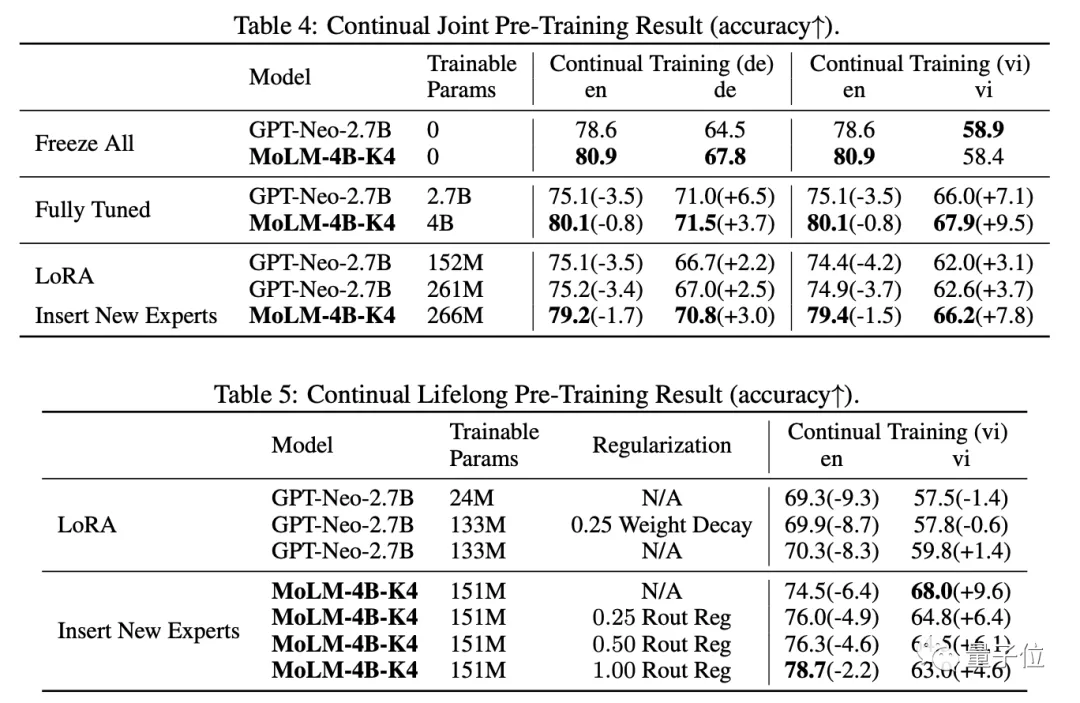 Table 4: Continual Joint Pre-Training Result (accuracy↑).
Model Trainable Params Continual Training (de) Continual Training (vi)
en de en vi
Freeze All GPT-Neo-2.7B 0 78.6 64.5 78.6 58.9
MoLM-4B-K4 0 80.9 67.8 80.9 58.4
Fully Tuned GPT-Neo-2.7B 2.7B 75.1(-3.5) 71.0(+6.5) 75.1(-3.5) 66.0(+7.1)
MoLM-4B-K4 4B 80.1(-0.8) 71.5(+3.7) 80.1(-0.8) 67.9(+9.5)
LoRA GPT-Neo-2.7B 152M 75.1(-3.5) 66.7(+2.2) 74.4(-4.2) 62.0(+3.1)
GPT-Neo-2.7B 261M 75.2(-3.4) 67.0(+2.5) 74.9(-3.7) 62.6(+3.7)
Insert New Experts MoLM-4B-K4 266M 79.2(-1.7) 70.8(+3.0) 79.4(-1.5) 66.2(+7.8)
Table 5: Continual Lifelong Pre-Training Result (accuracy↑).
Model Trainable Params Regularization Continual Training (vi)
en vi
LoRA GPT-Neo-2.7B 24M N/A 69.3(-9.3) 57.5(-1.4)
GPT-Neo-2.7B 133M 0.25 Weight Decay 69.9(-8.7) 57.8(-0.6)
GPT-Neo-2.7B 133M N/A 70.3(-8.3) 59.8(+1.4)
Insert New Experts MoLM-4B-K4 151M N/A 74.5(-6.4) 68.0(+9.6)
MoLM-4B-K4 151M 0.25 Rout Reg 76.0(-4.9) 64.8(+6.4)
MoLM-4B-K4 151M 0.50 Rout Reg 76.3(-4.6)
MoLM-4B-K4 151M 1.00 Rout Reg 78.7(-2.2)
量子位